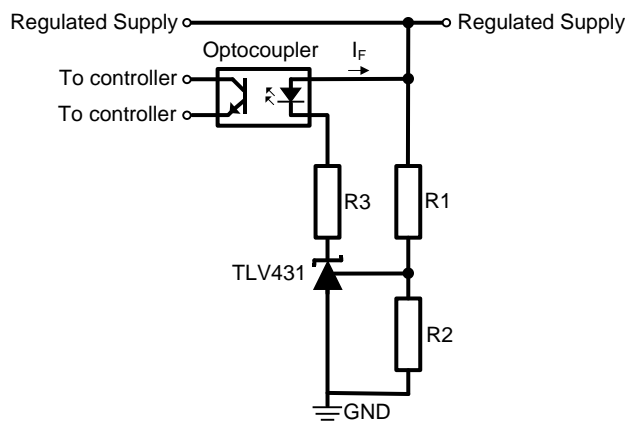 Regulated Supply
Regulated Supply
Optocoupler
IF
To controller
To controller
R3
R1
TLV431
R2
GND